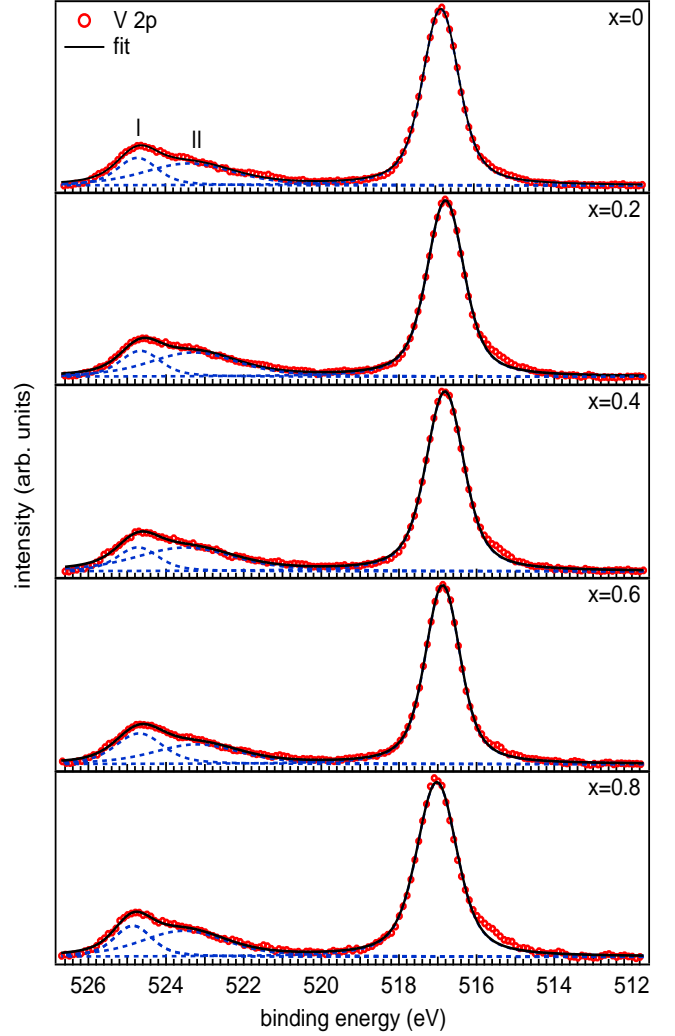 V 2p
fit
x=0
I
II
x=0.2
x=0.4
x=0.6
x=0.8
intensity (arb. units)
526 524 522 520 518 516 514 512
binding energy (eV)